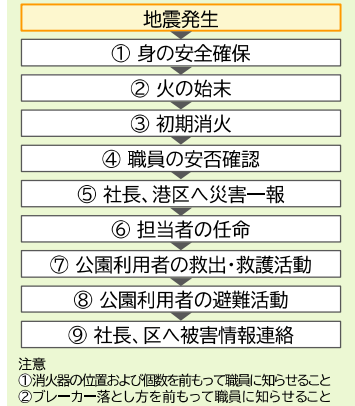 地震発生
① 身の安全確保
② 火の始末
③ 初期消火
④ 職員の安否確認
⑤ 社長、港区へ災害一報
⑥ 担当者の任命
⑦ 公園利用者の救出・救護活動
⑧ 公園利用者の避難活動
⑨ 社長、区へ被害情報連絡
注意
①消火器の位置および個数を前もって職員に知らせること
②ブレーカー落とし方を前もって職員に知らせること